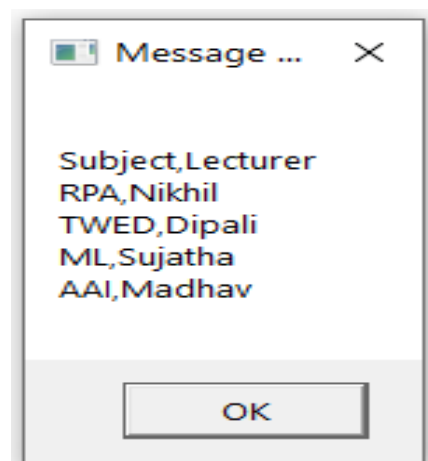 Message ...
Subject,Lecturer
RPA,Nikhil
TWED,Dipali
ML,Sujatha
AAI,Madhav
OK